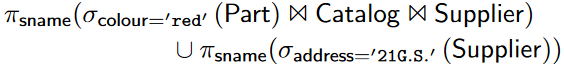 π_sname(σ_colour='red' (Part) ⋈ Catalog ⋈ Supplier)
∪ π_sname(σ_address='21G.S.' (Supplier))